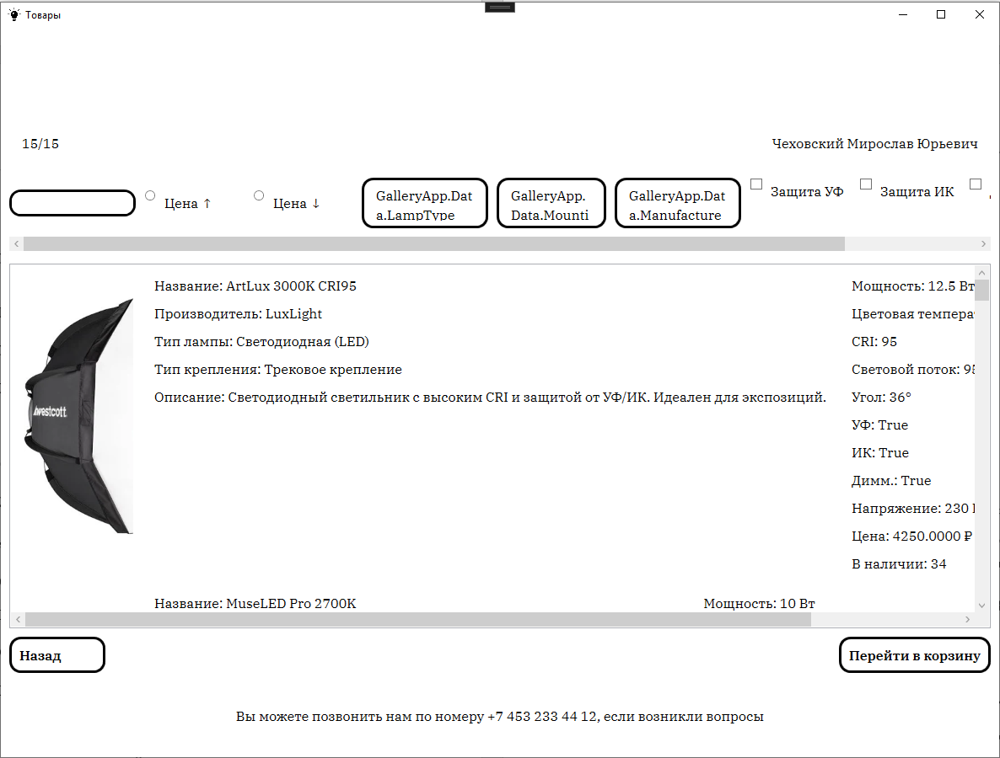 Товары
15/15
Чеховский Мирослав Юрьевич
Цена ↑
Цена ↓
GalleryApp.Dat
a.LampType
GalleryApp.
Data.Mounti
GalleryApp.Dat
a.Manufacture
Защита УФ
Защита ИК
Название: ArtLux 3000K CRI95
Производитель: LuxLight
Тип лампы: Светодиодная (LED)
Тип крепления: Трековое крепление
Описание: Светодиодный светильник с высоким CRI и защитой от УФ/ИК. Идеален для экспозиций.
westcott
Мощность: 12.5 Вт
Цветовая темпера
CRI: 95
Световой поток: 9
Угол: 36°
УФ: True
ИК: True
Димм.: True
Напряжение: 230
Цена: 4250.0000 ₽
В наличии: 34
Название: MuseLED Pro 2700K
Мощность: 10 Вт
Назад
Перейти в корзину
Вы можете позвонить нам по номеру +7 453 233 44 12, если возникли вопросы